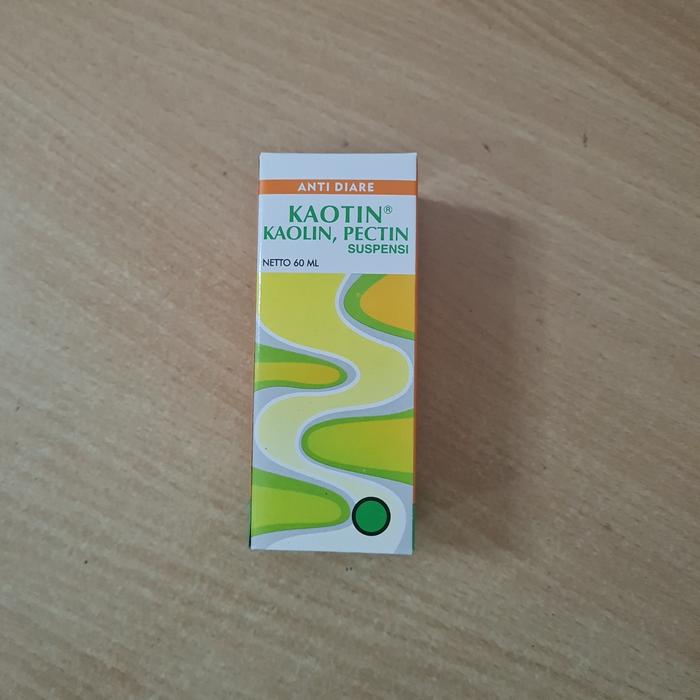 ANTI DIARE
KAOTIN®
KAOLIN, PECTIN
SUSPENSI
NETTO 60 ML